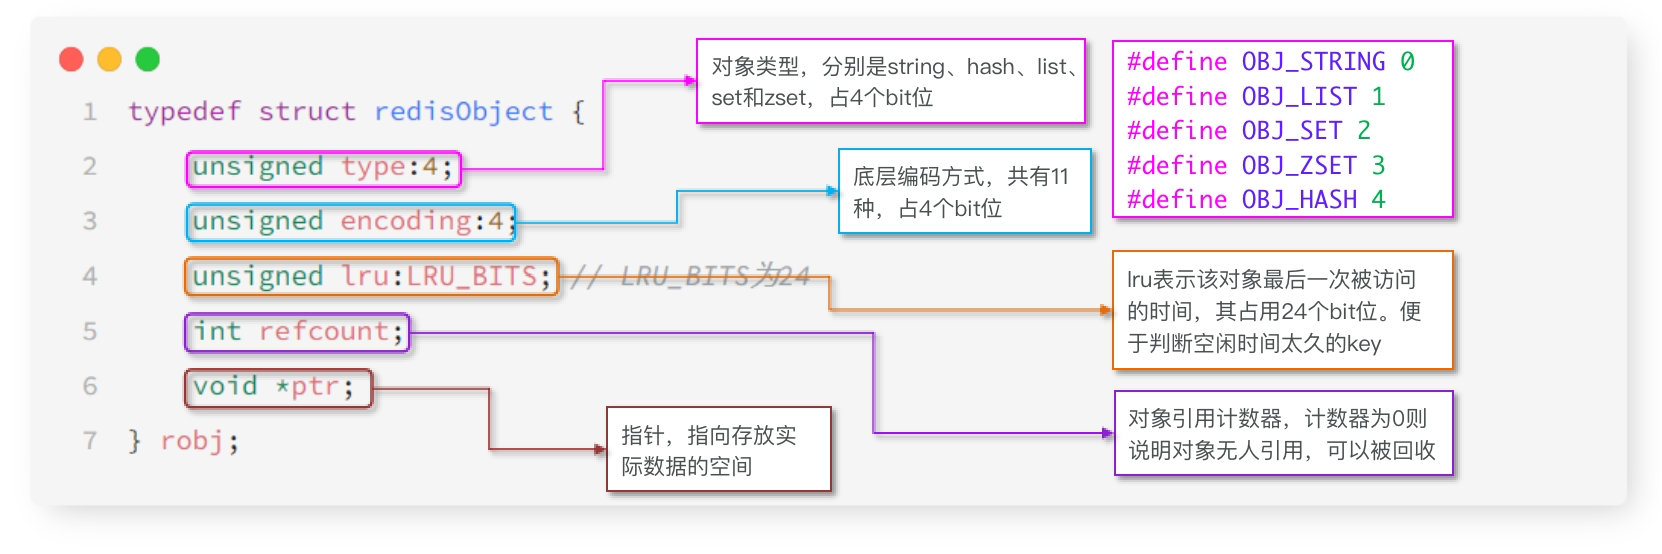 1 typedef struct redisObject {
2 unsigned type:4;
3 unsigned encoding:4;
4 unsigned lru:LRU_BITS; // LRU_BITS为24
5 int refcount;
6 void *ptr;
7 } robj;
对象类型，分别是string、hash、list、
set和zset，占4个bit位
底层编码方式，共有11
种，占4个bit位
指针，指向存放实
际数据的空间
#define OBJ_STRING 0
#define OBJ_LIST 1
#define OBJ_SET 2
#define OBJ_ZSET 3
#define OBJ_HASH 4
lru表示该对象最后一次被访问
的时间，其占用24个bit位。便
于判断空闲时间太久的key
对象引用计数器，计数器为0则
说明对象无人引用，可以被回收